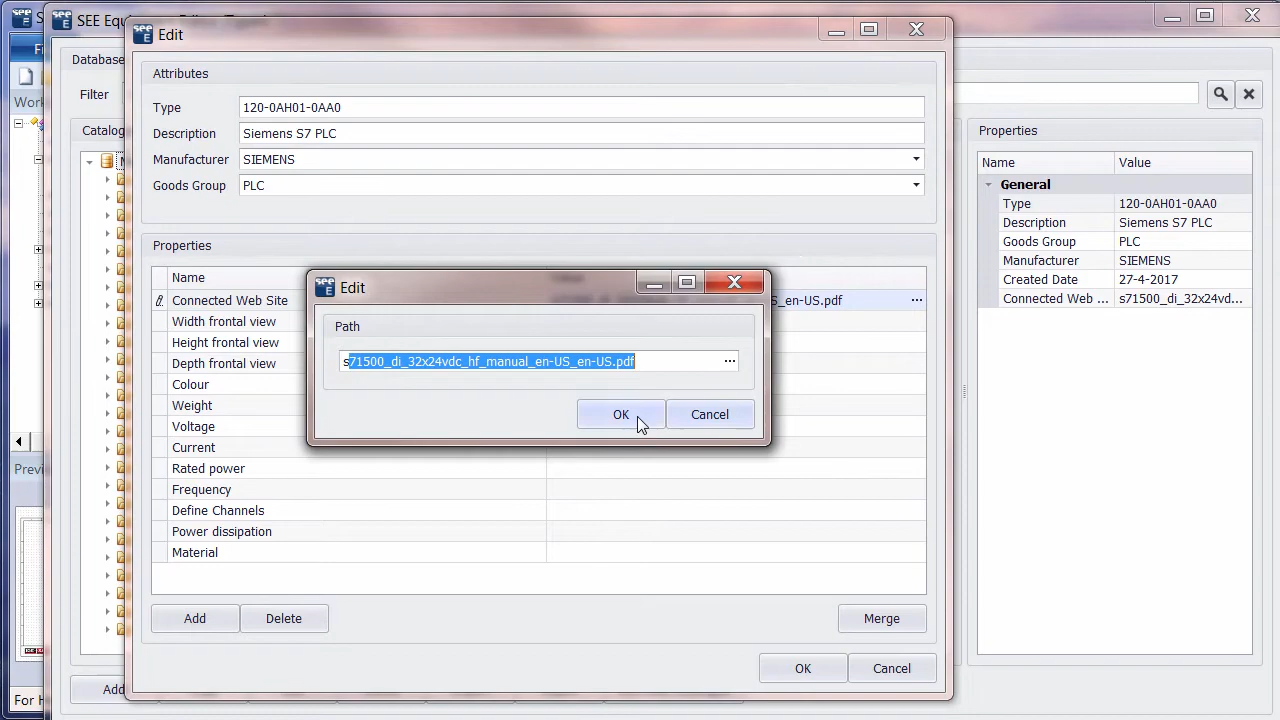 SEE Equ
Edit
Fi
Work
Database
Filter
Catalog
Attributes
Type 120-0AH01-0AA0
Description Siemens S7 PLC
Manufacturer SIEMENS
Goods Group PLC
Properties
Name
Connected Web Site S_en-US.pdf ...
Width frontal view
Height frontal view
Depth frontal view
Colour
Weight
Voltage
Current
Rated power
Frequency
Define Channels
Power dissipation
Material
Add Delete Merge
OK Cancel
Edit
Path
s71500_di_32x24vdc_hf_manual_en-US_en-US.pdf ...
OK Cancel
Properties
Name Value
General
Type 120-0AH01-0AA0
Description Siemens S7 PLC
Goods Group PLC
Manufacturer SIEMENS
Created Date 27-4-2017
Connected Web ... s71500_di_32x24vd...
Previ
For H
Add